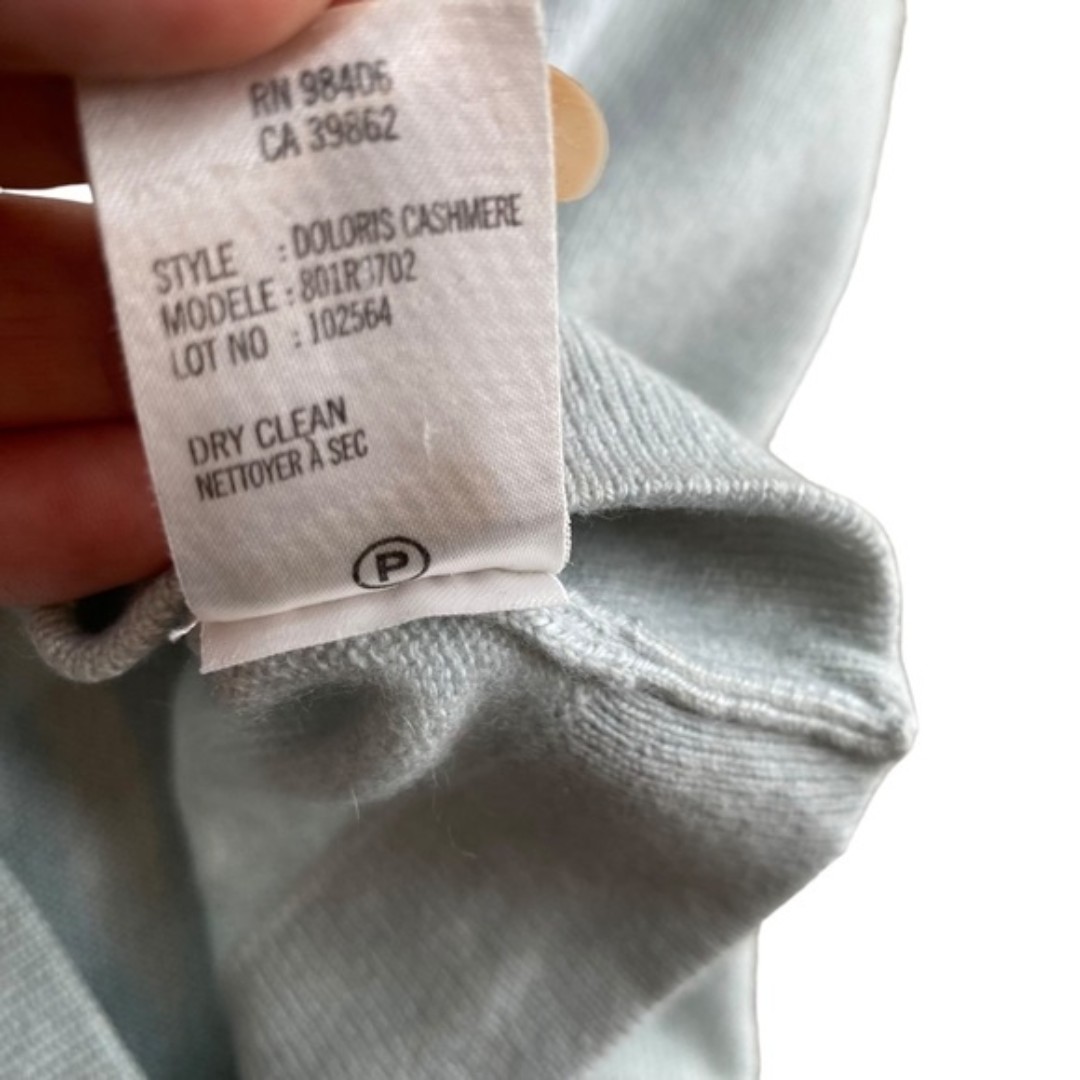 RN 98406
CA 39862
STYLE : DOLORIS CASHMERE
MODELE : 801R3702
LOT NO : 102564
DRY CLEAN
NETTOYER À SEC
P